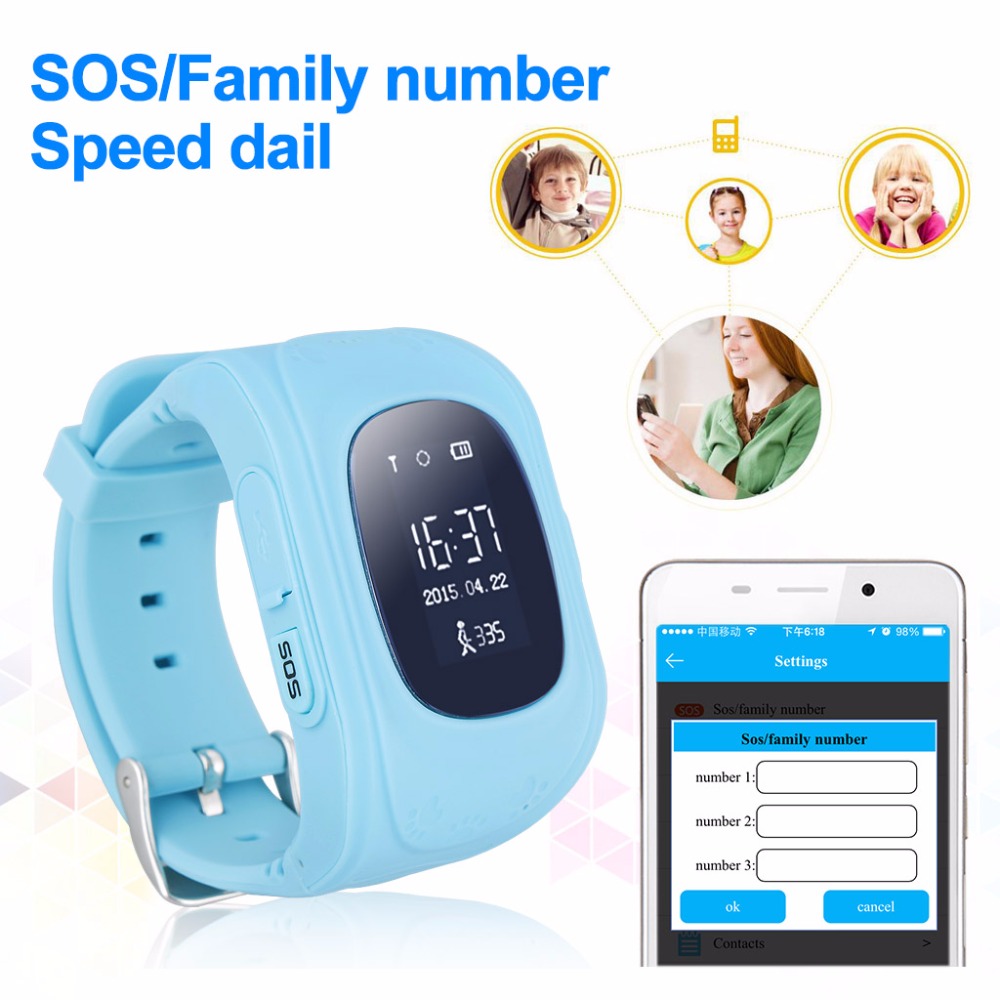 SOS/Family number
Speed dail
16:37
2015.04.22
335
SOS
中国移动 下午6:18 98%
Settings
SOS Sos/family number
Sos/family number
number 1:
number 2:
number 3:
ok cancel
Contacts >